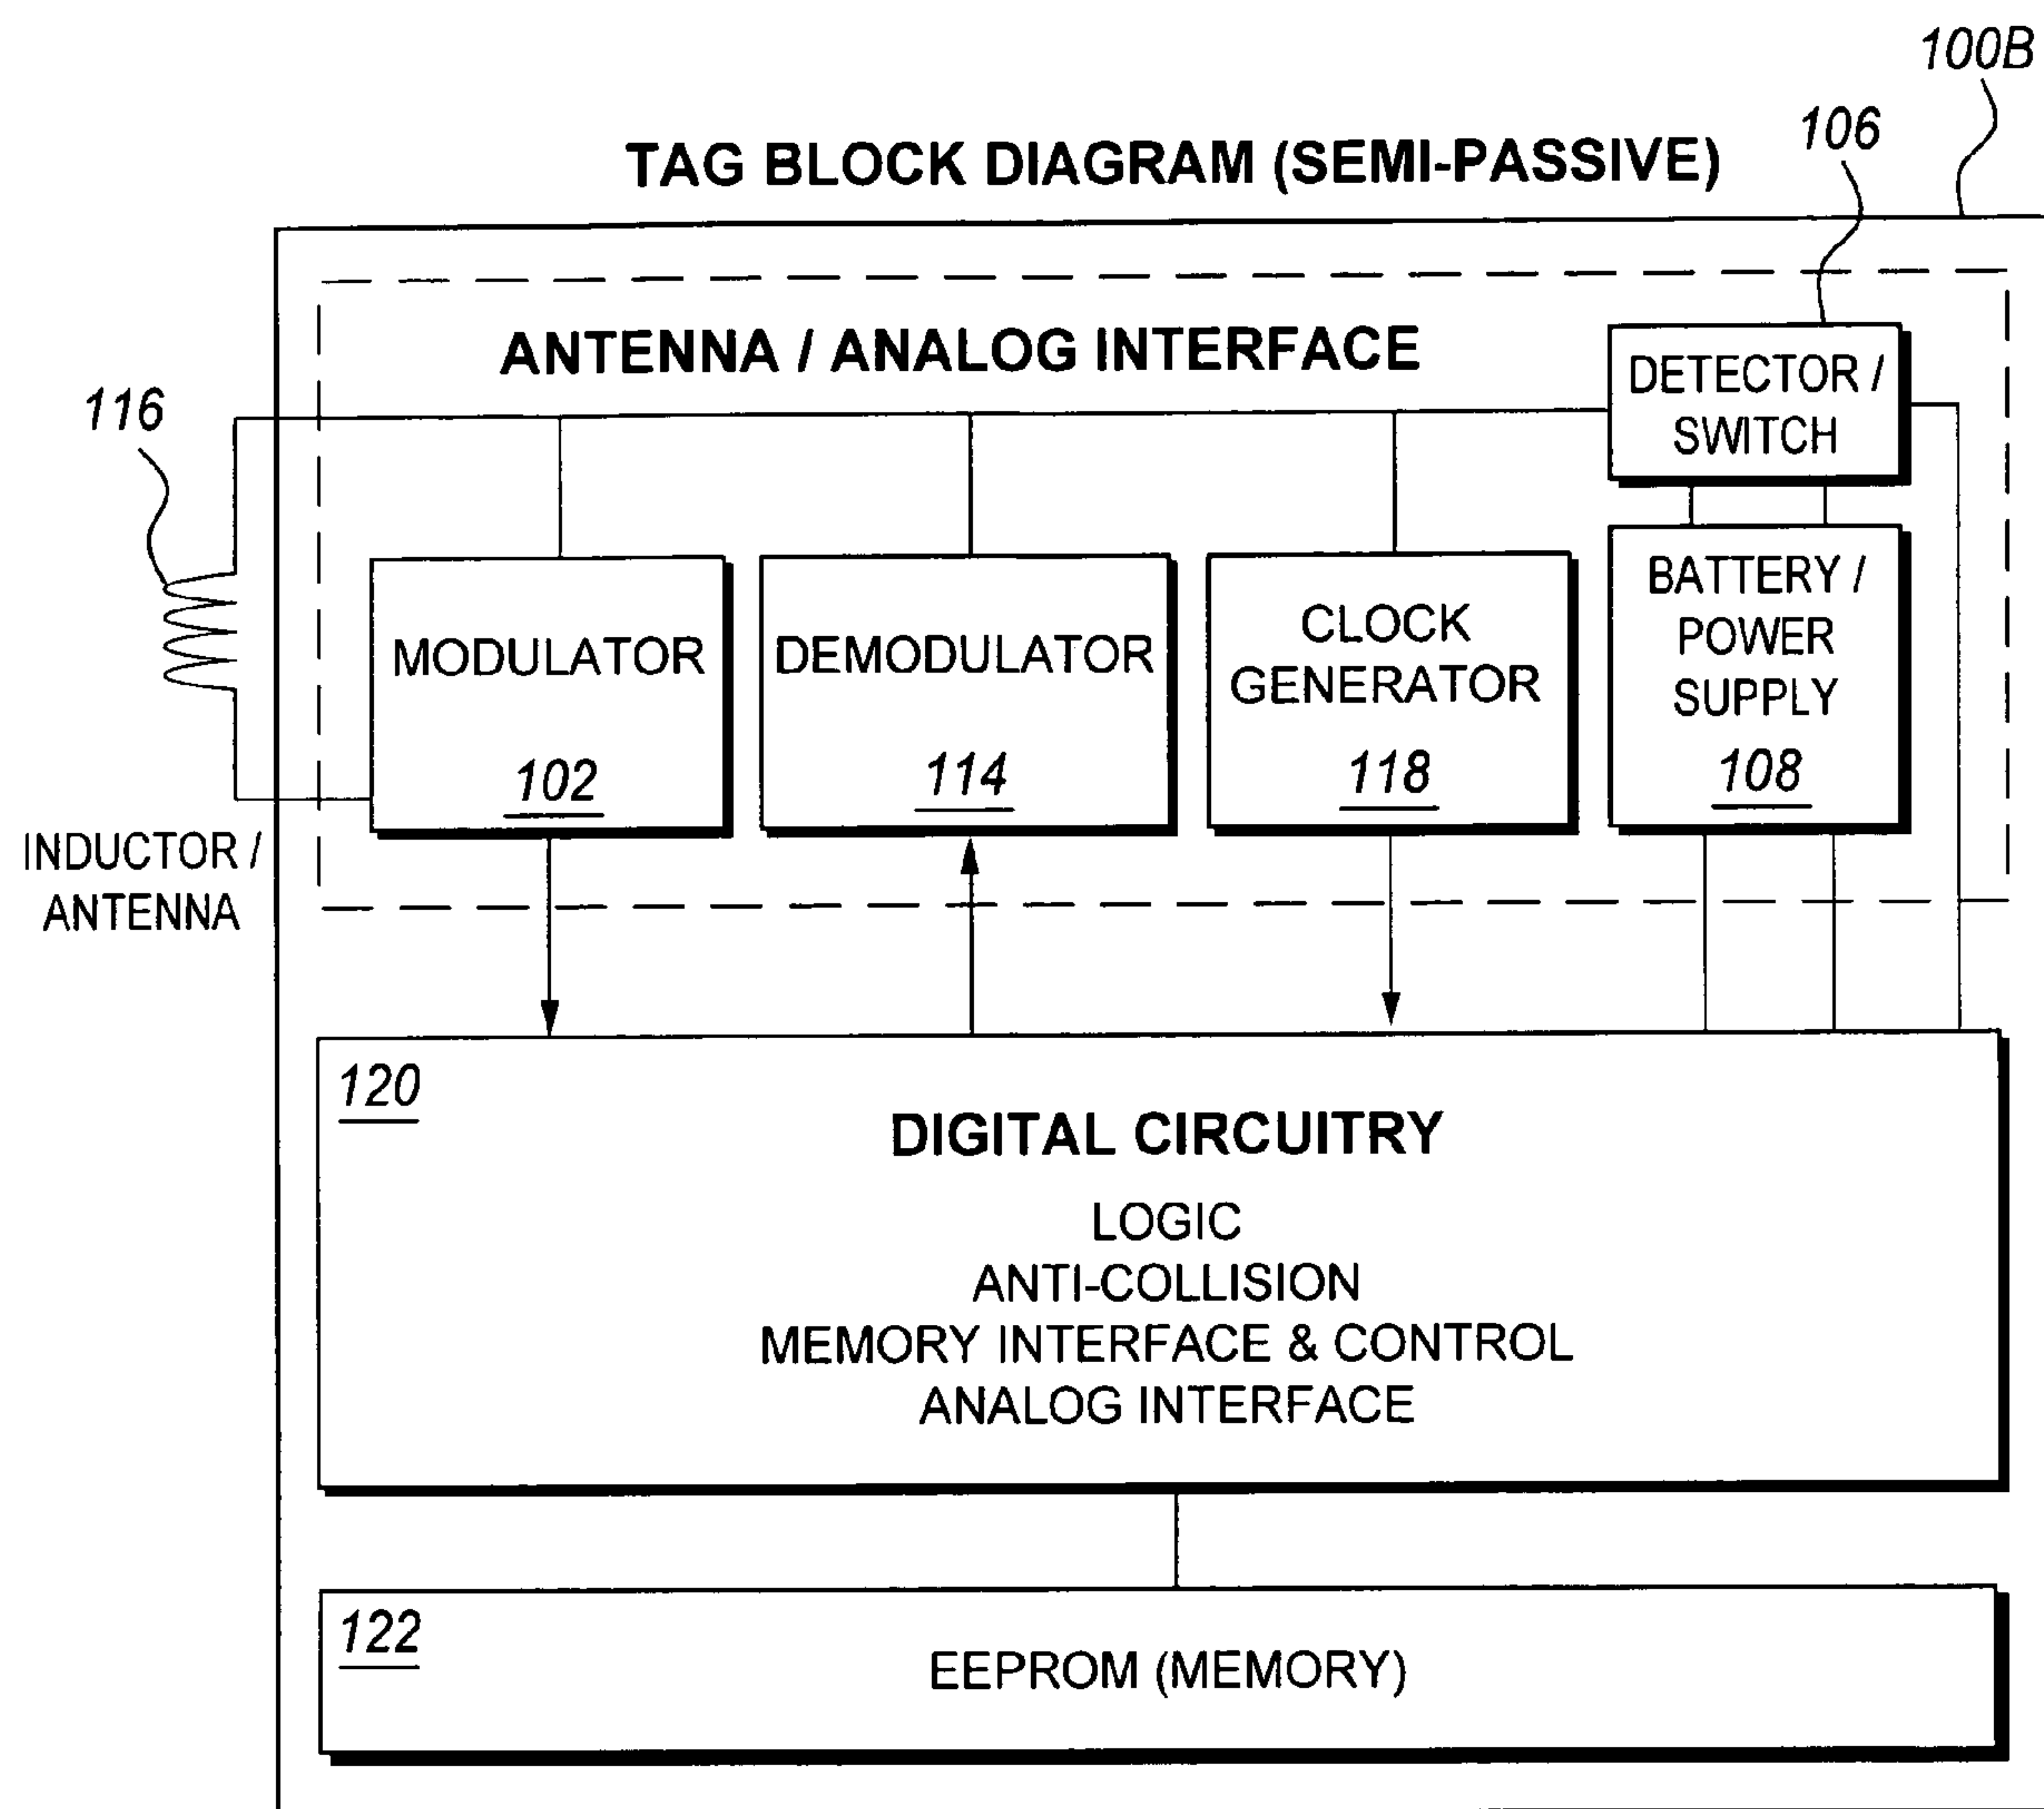 100B
106
TAG BLOCK DIAGRAM (SEMI-PASSIVE)
ANTENNA / ANALOG INTERFACE
116
DETECTOR /
SWITCH
MODULATOR
102
DEMODULATOR
114
CLOCK
GENERATOR
118
BATTERY /
POWER
SUPPLY
108
INDUCTOR /
ANTENNA
120
DIGITAL CIRCUITRY
LOGIC
ANTI-COLLISION
MEMORY INTERFACE & CONTROL
ANALOG INTERFACE
122
EEPROM (MEMORY)